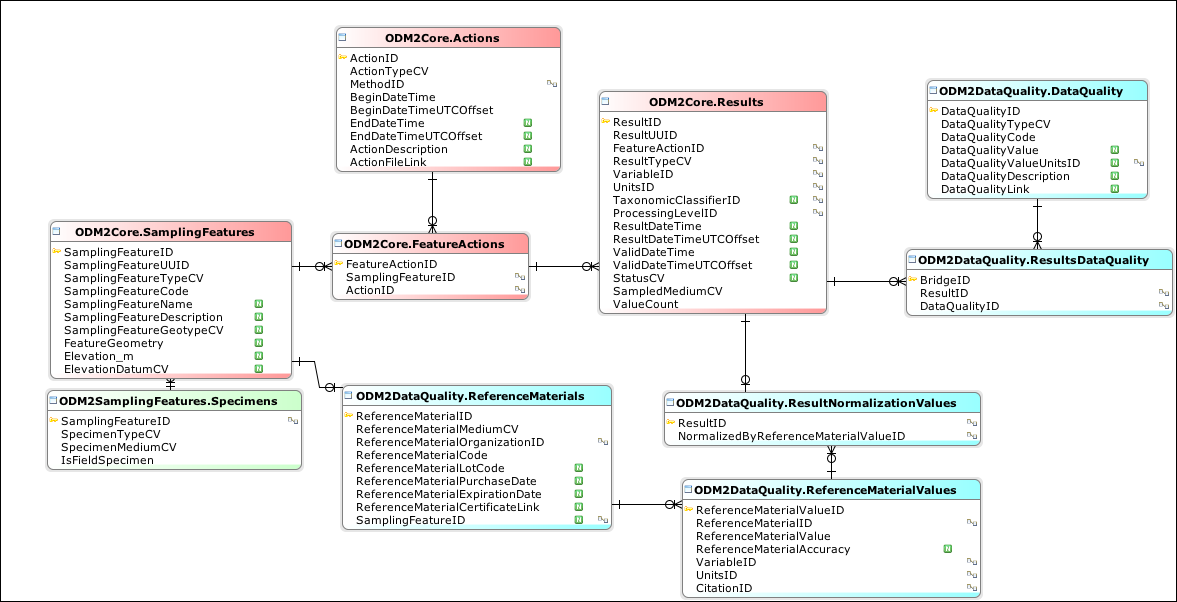 ODM2Core.Actions
ActionID
ActionTypeCV
MethodID
BeginDateTime
BeginDateTimeUTCOffset
EndDateTime N
EndDateTimeUTCOffset N
ActionDescription N
ActionFileLink N
ODM2Core.Results
ResultID
ResultUUID
FeatureActionID
ResultTypeCV
VariableID
UnitsID
TaxonomicClassifierID N
ProcessingLevelID
ResultDateTime N
ResultDateTimeUTCOffset N
ValidDateTime N
ValidDateTimeUTCOffset N
StatusCV N
SampledMediumCV
ValueCount
ODM2DataQuality.DataQuality
DataQualityID
DataQualityTypeCV
DataQualityCode
DataQualityValue N
DataQualityValueUnitsID N
DataQualityDescription N
DataQualityLink N
ODM2Core.SamplingFeatures
SamplingFeatureID
SamplingFeatureUUID
SamplingFeatureTypeCV
SamplingFeatureCode
SamplingFeatureName N
SamplingFeatureDescription N
SamplingFeatureGeotypeCV N
FeatureGeometry N
Elevation_m N
ElevationDatumCV N
ODM2Core.FeatureActions
FeatureActionID
SamplingFeatureID
ActionID
ODM2DataQuality.ResultsDataQuality
BridgeID
ResultID
DataQualityID
ODM2SamplingFeatures.Specimens
SamplingFeatureID
SpecimenTypeCV
SpecimenMediumCV
IsFieldSpecimen
ODM2DataQuality.ReferenceMaterials
ReferenceMaterialID
ReferenceMaterialMediumCV
ReferenceMaterialOrganizationID
ReferenceMaterialCode
ReferenceMaterialLotCode N
ReferenceMaterialPurchaseDate N
ReferenceMaterialExpirationDate N
ReferenceMaterialCertificateLink N
SamplingFeatureID N
ODM2DataQuality.ResultNormalizationValues
ResultID
NormalizedByReferenceMaterialValueID
ODM2DataQuality.ReferenceMaterialValues
ReferenceMaterialValueID
ReferenceMaterialID
ReferenceMaterialValue
ReferenceMaterialAccuracy N
VariableID
UnitsID
CitationID